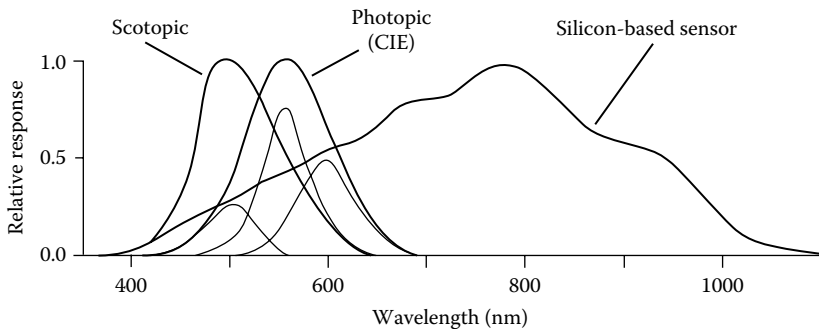 Scotopic
Photopic
(CIE)
Silicon-based sensor
1.0
0.5
0.0
Relative response
400
600
800
1000
Wavelength (nm)